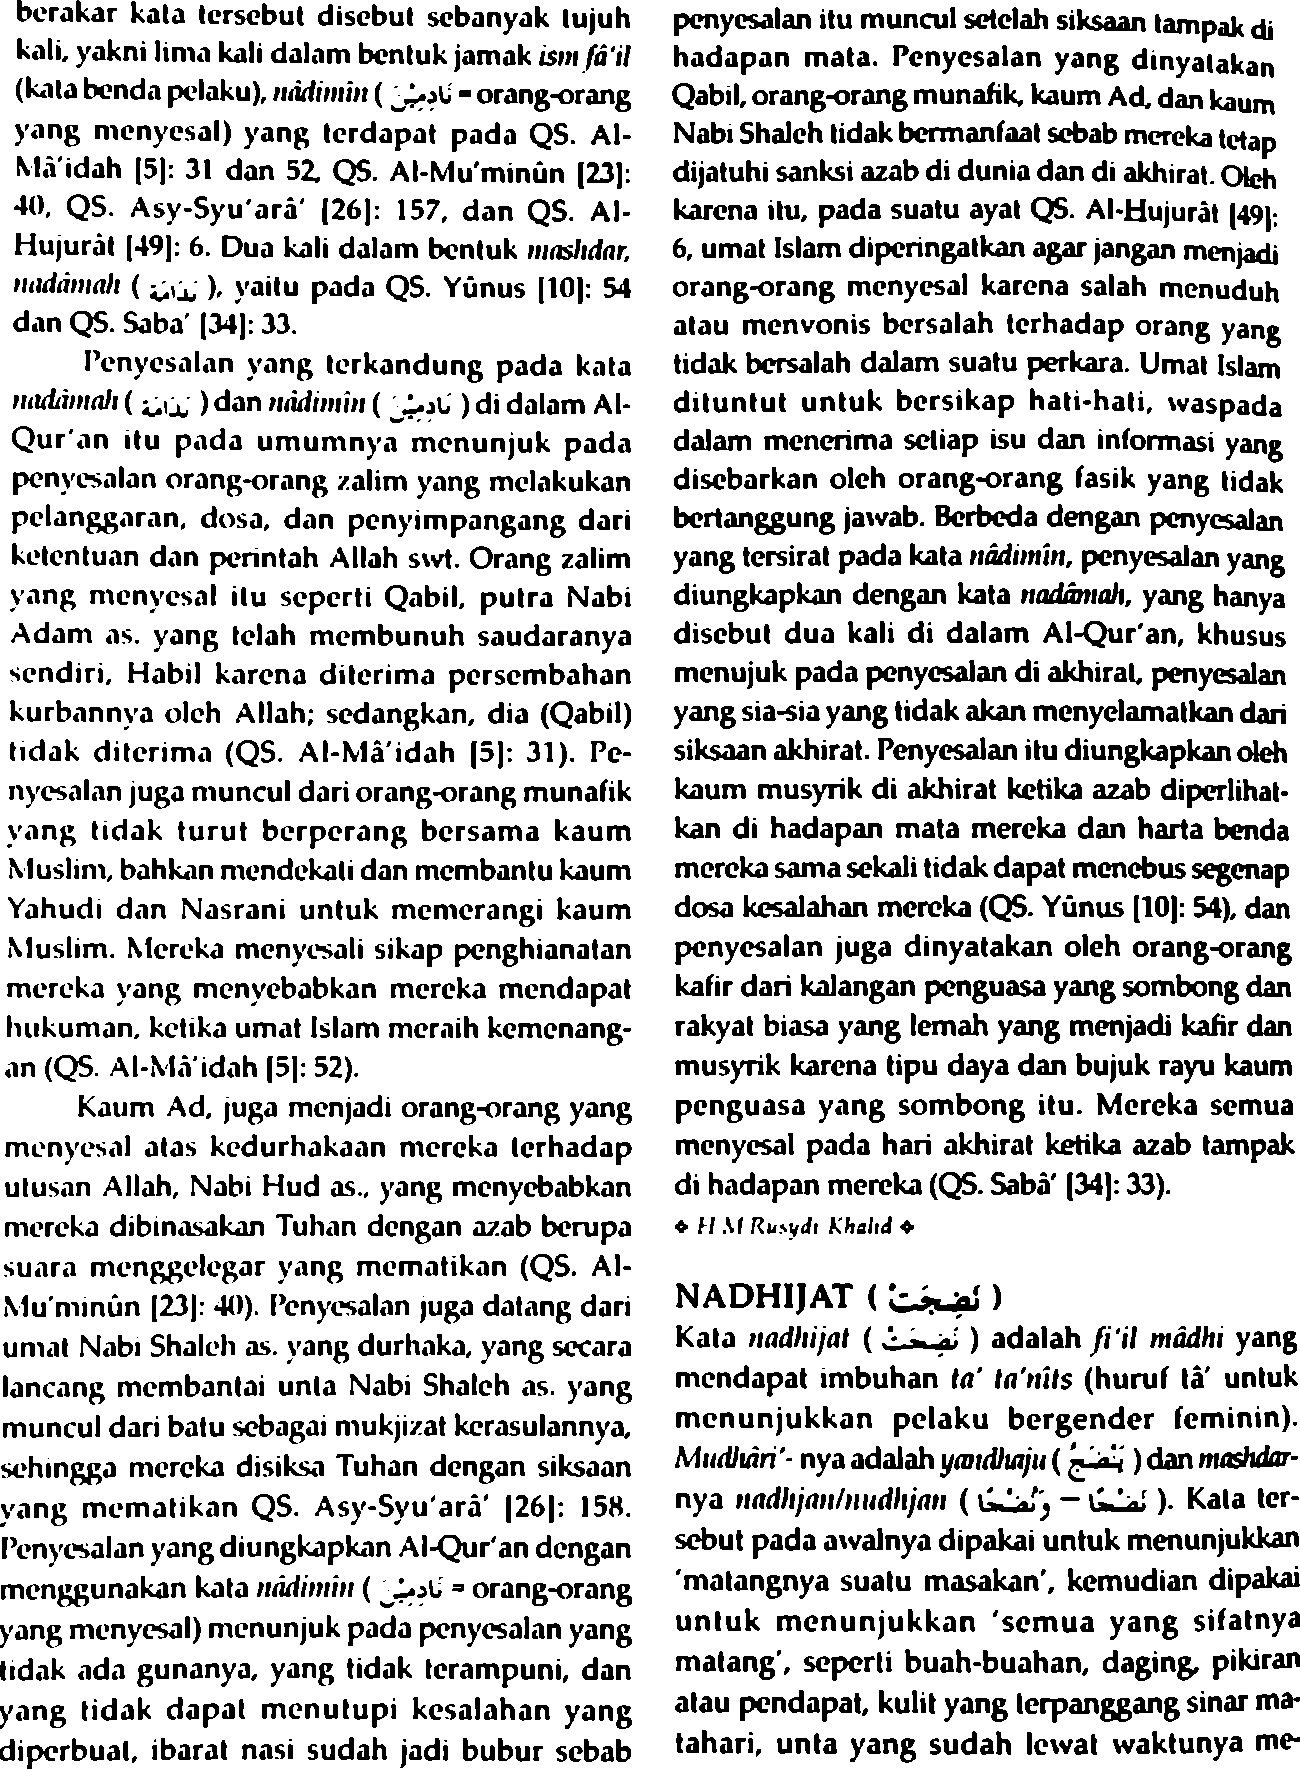 berakar kata tersebut disebut sebanyak tujuh
kali, yakni lima kali dalam bentuk jamak ism fâ'il
(kata benda pelaku), nâdimîn ( نَادِمِيْنَ = orang-orang
yang menyesal) yang terdapat pada QS. Al-
Mâ'idah [5]: 31 dan 52, QS. Al-Mu'minûn [23]:
40, QS. Asy-Syu'arâ' [26]: 157, dan QS. Al-
Hujurât [49]: 6. Dua kali dalam bentuk mashdar,
nadâmah ( نَدَامَة ), yaitu pada QS. Yûnus [10]: 54
dan QS. Saba' [34]: 33.
Penyesalan yang terkandung pada kata
nadâmah ( نَدَامَة ) dan nâdimîn ( نَادِمِيْنَ ) di dalam Al-
Qur'an itu pada umumnya menunjuk pada
penyesalan orang-orang zalim yang melakukan
pelanggaran, dosa, dan penyimpangang dari
ketentuan dan perintah Allah swt. Orang zalim
yang menyesal itu seperti Qabil, putra Nabi
Adam as. yang telah membunuh saudaranya
sendiri, Habil karena diterima persembahan
kurbannya oleh Allah; sedangkan, dia (Qabil)
tidak diterima (QS. Al-Mâ'idah [5]: 31). Pe-
nyesalan juga muncul dari orang-orang munafik
yang tidak turut berperang bersama kaum
Muslim, bahkan mendekati dan membantu kaum
Yahudi dan Nasrani untuk memerangi kaum
Muslim. Mereka menyesali sikap penghianatan
mereka yang menyebabkan mereka mendapat
hukuman, ketika umat Islam meraih kemenang-
an (QS. Al-Mâ'idah [5]: 52).
Kaum Ad, juga menjadi orang-orang yang
menyesal atas kedurhakaan mereka terhadap
utusan Allah, Nabi Hud as., yang menyebabkan
mereka dibinasakan Tuhan dengan azab berupa
suara menggelegar yang mematikan (QS. Al-
Mu'minûn [23]: 40). Penyesalan juga datang dari
umat Nabi Shaleh as. yang durhaka, yang secara
lancang membantai unta Nabi Shaleh as. yang
muncul dari batu sebagai mukjizat kerasulannya,
sehingga mereka disiksa Tuhan dengan siksaan
yang mematikan QS. Asy-Syu'arâ' [26]: 158.
Penyesalan yang diungkapkan Al-Qur'an dengan
menggunakan kata nâdimîn ( نَادِمِيْنَ = orang-orang
yang menyesal) menunjuk pada penyesalan yang
tidak ada gunanya, yang tidak terampuni, dan
yang tidak dapat menutupi kesalahan yang
diperbuat, ibarat nasi sudah jadi bubur sebab
penyesalan itu muncul setelah siksaan tampak di
hadapan mata. Penyesalan yang dinyatakan
Qabil, orang-orang munafik, kaum Ad, dan kaum
Nabi Shaleh tidak bermanfaat sebab mereka tetap
dijatuhi sanksi azab di dunia dan di akhirat. Oleh
karena itu, pada suatu ayat QS. Al-Hujurât [49]:
6, umat Islam diperingatkan agar jangan menjadi
orang-orang menyesal karena salah menuduh
atau menvonis bersalah terhadap orang yang
tidak bersalah dalam suatu perkara. Umat Islam
dituntut untuk bersikap hati-hati, waspada
dalam menerima setiap isu dan informasi yang
disebarkan oleh orang-orang fasik yang tidak
bertanggung jawab. Berbeda dengan penyesalan
yang tersirat pada kata nâdimîn, penyesalan yang
diungkapkan dengan kata nadâmah, yang hanya
disebut dua kali di dalam Al-Qur'an, khusus
menujuk pada penyesalan di akhirat, penyesalan
yang sia-sia yang tidak akan menyelamatkan dari
siksaan akhirat. Penyesalan itu diungkapkan oleh
kaum musyrik di akhirat ketika azab diperlihat-
kan di hadapan mata mereka dan harta benda
mereka sama sekali tidak dapat menebus segenap
dosa kesalahan mereka (QS. Yûnus [10]: 54), dan
penyesalan juga dinyatakan oleh orang-orang
kafir dari kalangan penguasa yang sombong dan
rakyat biasa yang lemah yang menjadi kafir dan
musyrik karena tipu daya dan bujuk rayu kaum
penguasa yang sombong itu. Mereka semua
menyesal pada hari akhirat ketika azab tampak
di hadapan mereka (QS. Sabâ' [34]: 33).
❖ H M Rusydi Khalid ❖
NADHIJAT ( نَضِجَتْ )
Kata nadhijat ( نَضِجَتْ ) adalah fi'il mâdhi yang
mendapat imbuhan ta' ta'nîts (huruf tâ' untuk
menunjukkan pelaku bergender feminin).
Mudhâri'- nya adalah yandhaju ( يَنْضَجُ ) dan mashdar-
nya nadhjan/nudhjan ( نَضْجًا – وَنُضْجًا ). Kata ter-
sebut pada awalnya dipakai untuk menunjukkan
'matangnya suatu masakan', kemudian dipakai
untuk menunjukkan 'semua yang sifatnya
matang', seperti buah-buahan, daging, pikiran
atau pendapat, kulit yang terpanggang sinar ma-
tahari, unta yang sudah lewat waktunya me-